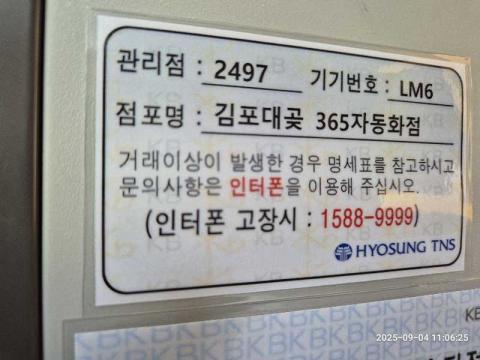 관리점 : 2497 기기번호 : LM6
점포명 : 김포대곶 365자동화점
거래이상이 발생한 경우 명세표를 참고하시고
문의사항은 인터폰을 이용해 주십시오.
(인터폰 고장시 : 1588-9999)
HYOSUNG TNS
KB
2025-09-04 11:06:25